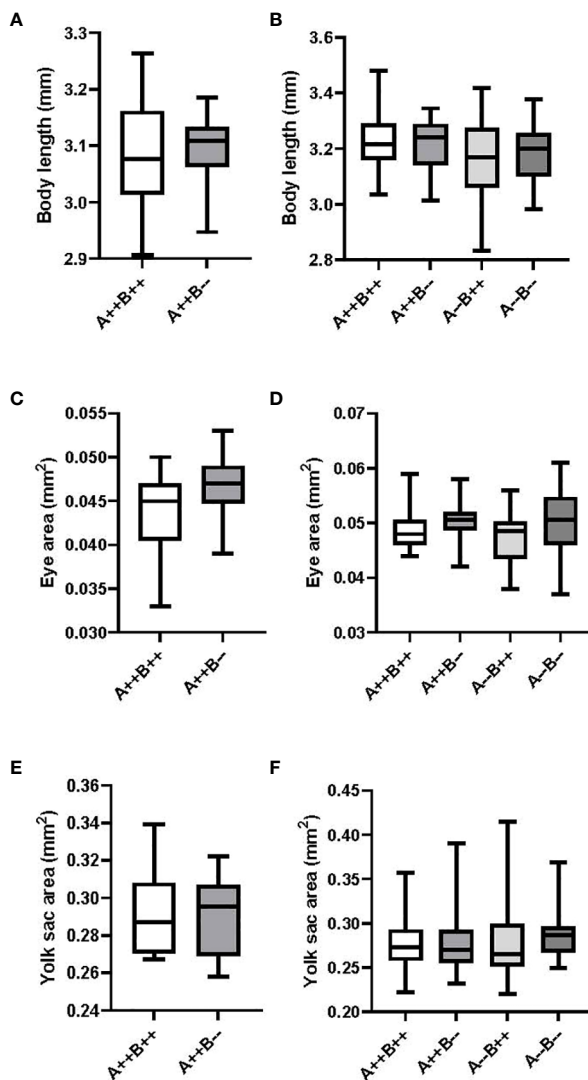 A
Body length (mm)
3.3
3.2
3.1
3.0
2.9
A++B++
A++B--
B
Body length (mm)
3.6
3.4
3.2
3.0
2.8
A++B++
A++B--
A--B++
A--B--
C
Eye area (mm²)
0.055
0.050
0.045
0.040
0.035
0.030
A++B++
A++B--
D
Eye area (mm²)
0.07
0.06
0.05
0.04
0.03
A++B++
A++B--
A--B++
A--B--
E
Yolk sac area (mm²)
0.36
0.34
0.32
0.30
0.28
0.26
0.24
A++B++
A++B--
F
Yolk sac area (mm²)
0.45
0.40
0.35
0.30
0.25
0.20
A++B++
A++B--
A--B++
A--B--